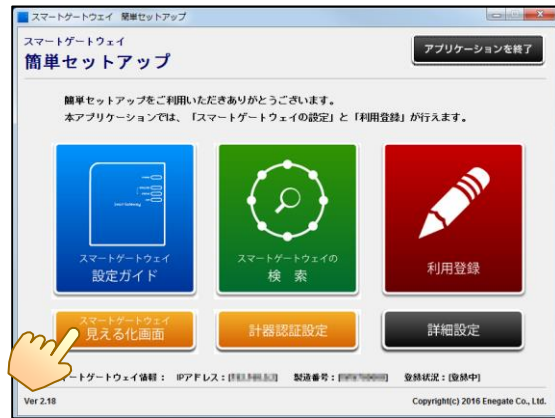 スマートゲートウェイ 簡単セットアップ
スマートゲートウェイ
簡単セットアップ
アプリケーションを終了
簡単セットアップをご利用いただきありがとうございます。
本アプリケーションでは、「スマートゲートウェイの設定」と「利用登録」が行えます。
Smart Gateway
スマートゲートウェイ
設定ガイド
スマートゲートウェイの
検 索
利用登録
スマートゲートウェイ
見える化画面
計器認証設定
詳細設定
ートゲートウェイ情報： IPアドレス：[ ] 製造番号：[ ] 登録状況：[登録中]
Ver 2.18
Copyright(c) 2016 Enegate Co., Ltd.